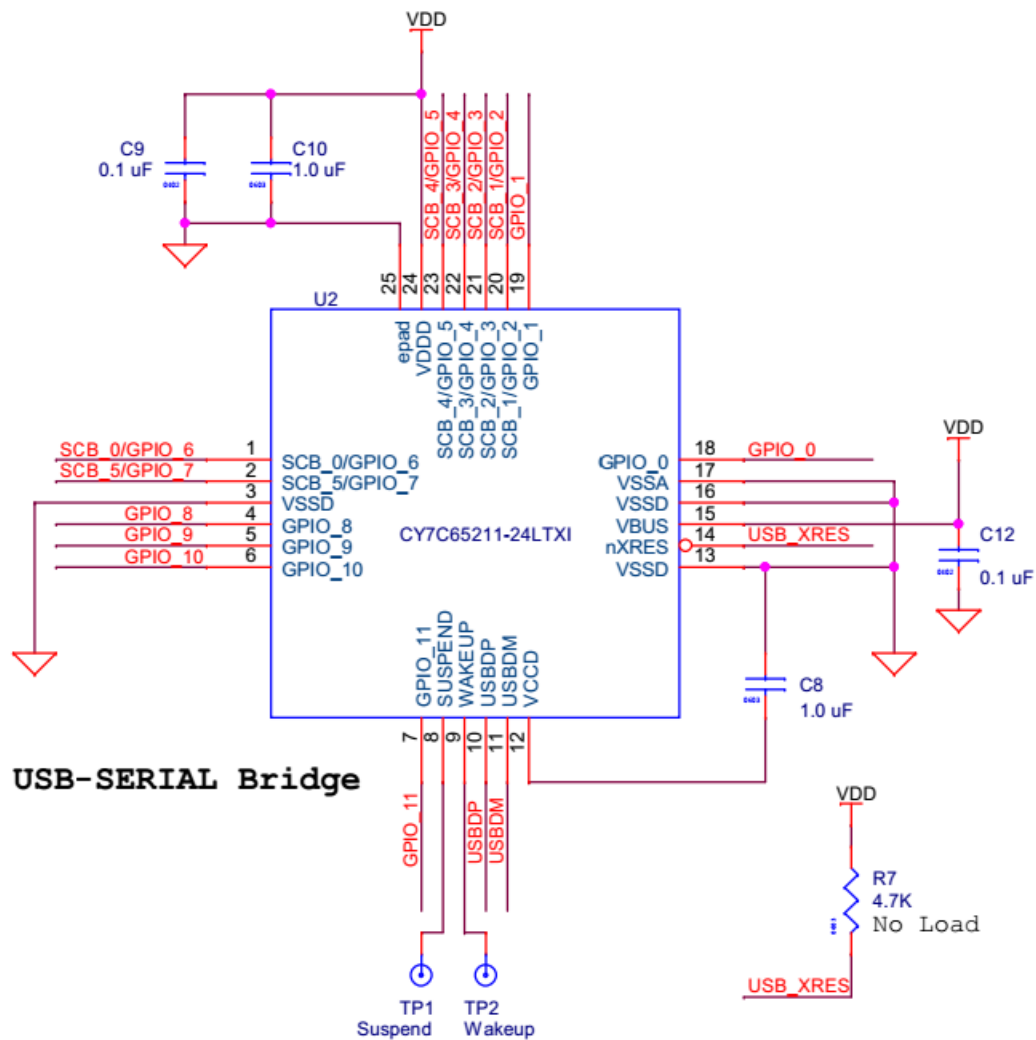 VDD
C9
0.1 uF
0402
C10
1.0 uF
0603
SCB_4/GPIO_5
SCB_3/GPIO_4
SCB_2/GPIO_3
SCB_1/GPIO_2
GPIO_1
25
24
23
22
21
20
19
U2
epad
VDDD
SCB_4/GPIO_5
SCB_3/GPIO_4
SCB_2/GPIO_3
SCB_1/GPIO_2
GPIO_1
SCB_0/GPIO_6 1 SCB_0/GPIO_6
SCB_5/GPIO_7 2 SCB_5/GPIO_7
3 VSSD
GPIO_8 4 GPIO_8
GPIO_9 5 GPIO_9
GPIO_10 6 GPIO_10
CY7C65211-24LTXI
GPIO_0 18 GPIO_0
VSSA 17
VSSD 16
VBUS 15
nXRES 14 USB_XRES
VSSD 13
VDD
C12
0402
0.1 uF
GPIO_11
SUSPEND
WAKEUP
USBDP
USBDM
VCCD
7
8
9
10
11
12
C8
0603
1.0 uF
USB-SERIAL Bridge
GPIO_11
USBDP
USBDM
TP1
Suspend
TP2
Wakeup
VDD
R7
4.7K
No Load
USB_XRES